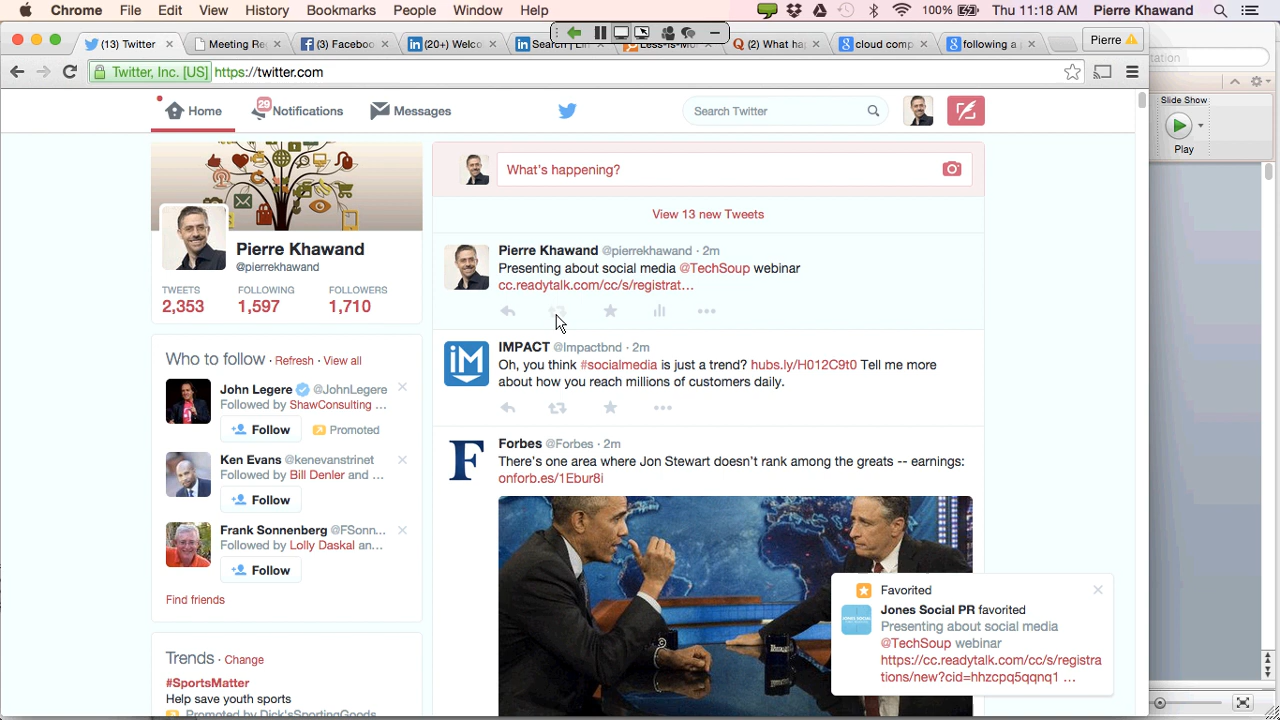 Chrome File Edit View History Bookmarks People Window Help 100% Thu 11:18 AM Pierre Khawand
(13) Twitter
Meeting Re
(3) Facebo
(20+) Welco
Search | Lin
Less-is-Mo
(2) What ha
cloud comp
following a
Pierre
Twitter, Inc. [US] https://twitter.com
Slide Show
Play
Home
29
Notifications
Messages
Search Twitter
Pierre Khawand
@pierrekhawand
TWEETS FOLLOWING FOLLOWERS
2,353 1,597 1,710
Who to follow · Refresh · View all
John Legere @JohnLegere
Followed by ShawConsulting ...
Follow Promoted
Ken Evans @kenevanstrinet
Followed by Bill Denler and ...
Follow
Frank Sonnenberg @FSonn...
Followed by Lolly Daskal an...
Follow
Find friends
Trends · Change
#SportsMatter
Help save youth sports
Promoted by Dick'sSportingGoods
What's happening?
View 13 new Tweets
Pierre Khawand @pierrekhawand · 2m
Presenting about social media @TechSoup webinar
cc.readytalk.com/cc/s/registrat...
IMPACT @Impactbnd · 2m
Oh, you think #socialmedia is just a trend? hubs.ly/H012C9t0 Tell me more
about how you reach millions of customers daily.
Forbes @Forbes · 2m
There's one area where Jon Stewart doesn't rank among the greats -- earnings:
onforb.es/1Ebur8i
Favorited
Jones Social PR favorited
Presenting about social media
@TechSoup webinar
https://cc.readytalk.com/cc/s/registra
tions/new?cid=hhzcpq5qqnq1 ...